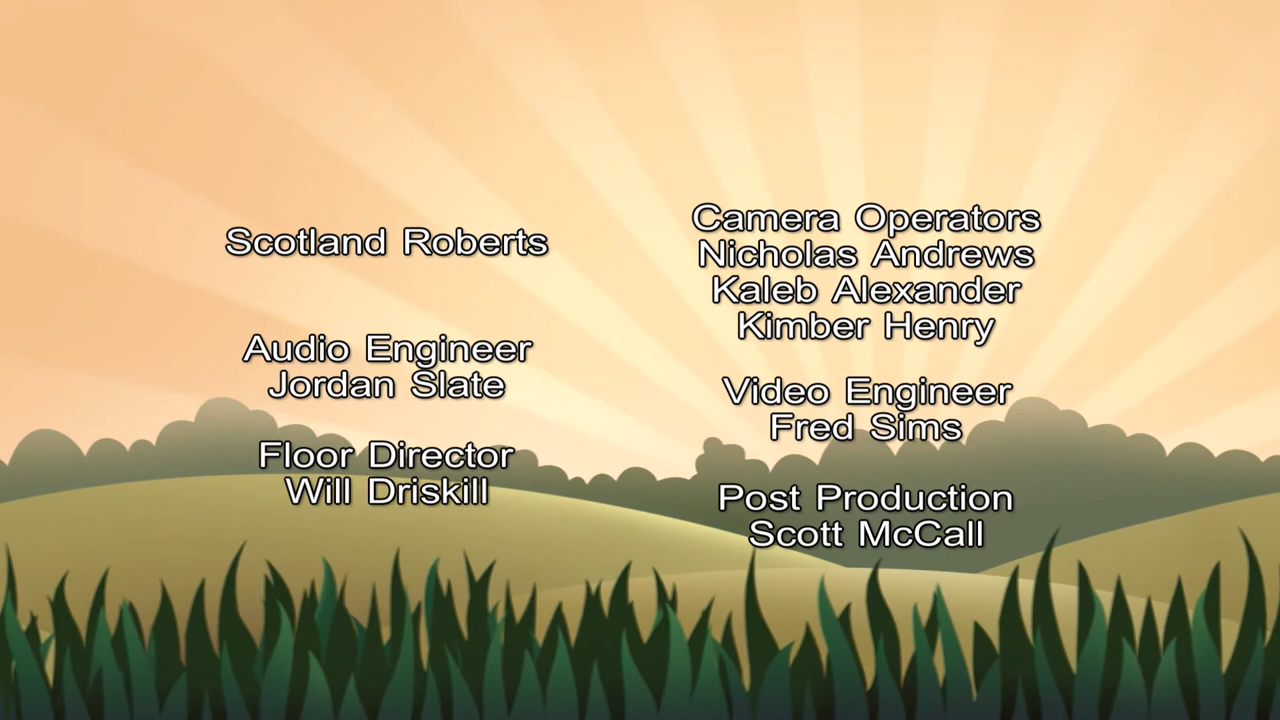 Scotland Roberts
Audio Engineer
Jordan Slate
Floor Director
Will Driskill
Camera Operators
Nicholas Andrews
Kaleb Alexander
Kimber Henry
Video Engineer
Fred Sims
Post Production
Scott McCall